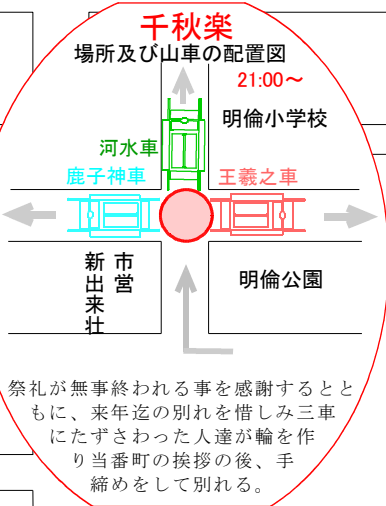 千秋楽
場所及び山車の配置図
21:00～
明倫小学校
河水車
鹿子神車
王羲之車
市営
新出来壮
明倫公園
祭礼が無事終われる事を感謝するとと
もに、来年迄の別れを惜しみ三車
にたずさわった人達が輪を作
り当番町の挨拶の後、手
締めをして別れる。